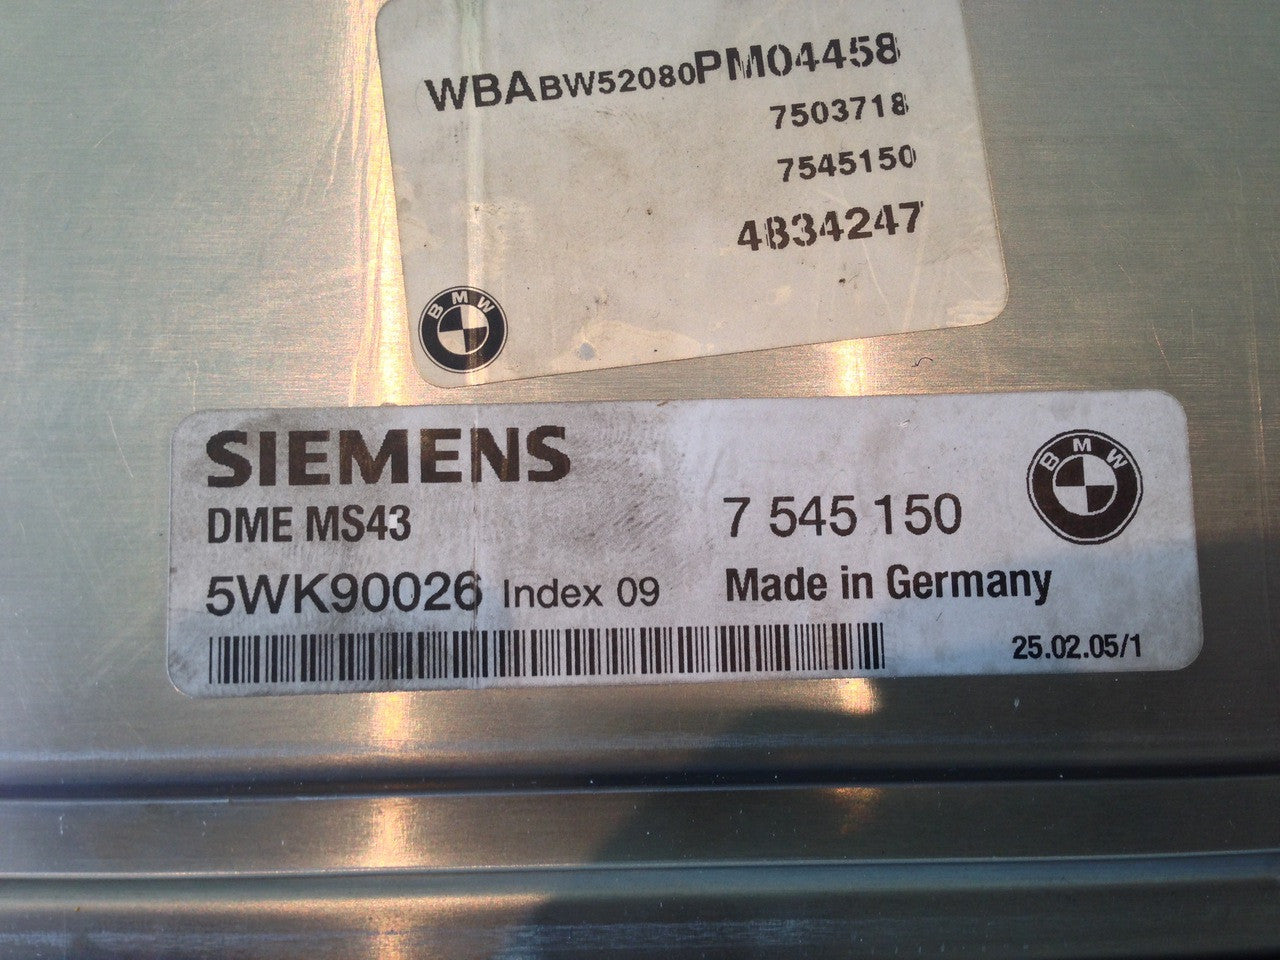 WBABW52080PM04458
7503718
7545150
4834247
BMW
SIEMENS
DME MS43
7 545 150
BMW
5WK90026 Index 09
Made in Germany
25.02.05/1